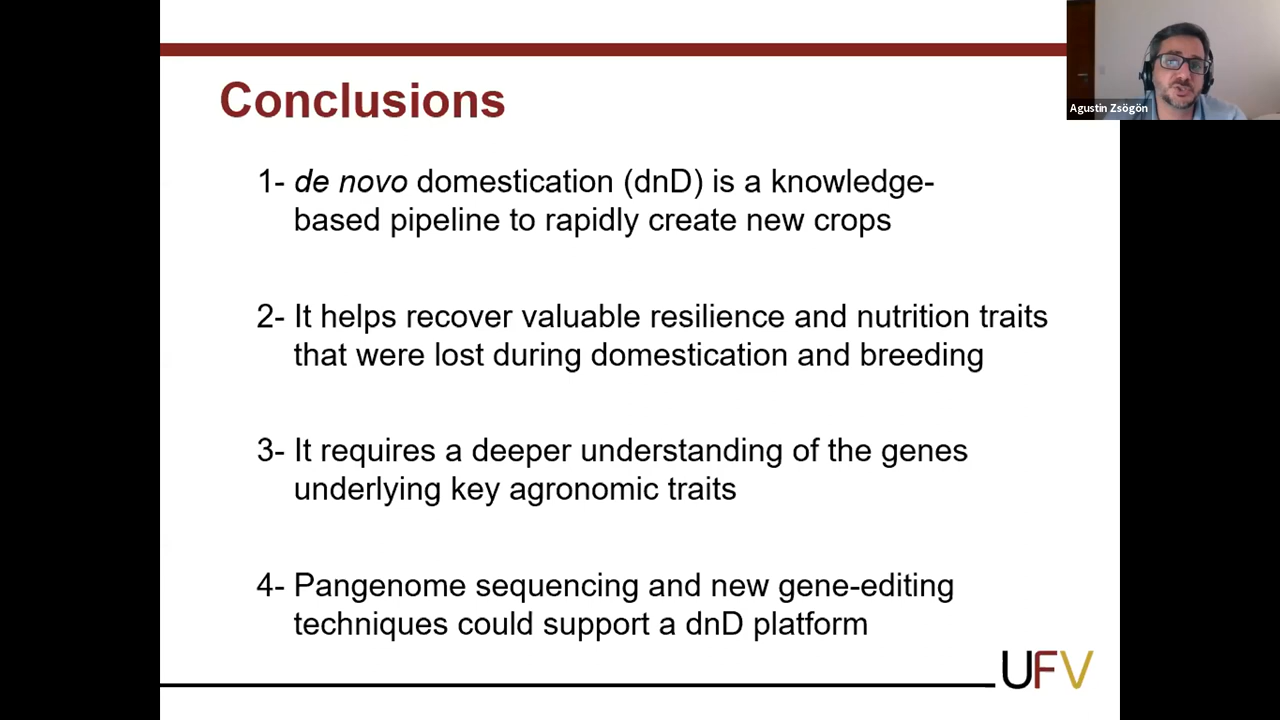 Conclusions
Agustin Zsögön
1- de novo domestication (dnD) is a knowledge-
based pipeline to rapidly create new crops
2- It helps recover valuable resilience and nutrition traits
that were lost during domestication and breeding
3- It requires a deeper understanding of the genes
underlying key agronomic traits
4- Pangenome sequencing and new gene-editing
techniques could support a dnD platform
UFV